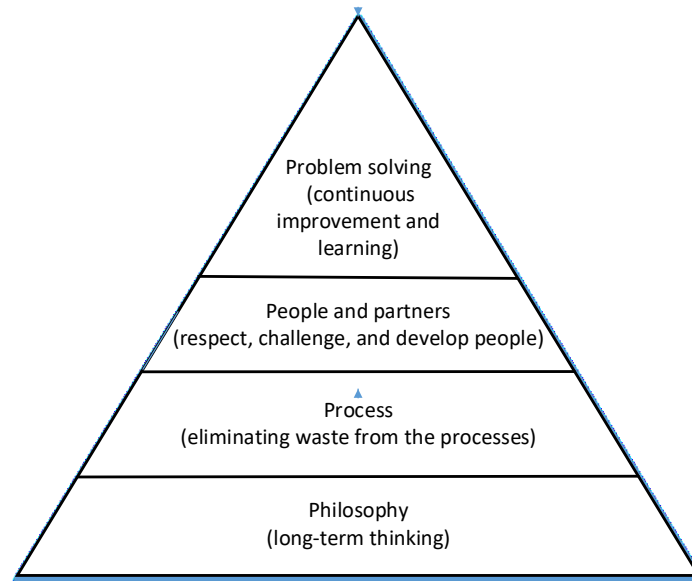 Problem solving
(continuous
improvement and
learning)
People and partners
(respect, challenge, and develop people)
Process
(eliminating waste from the processes)
Philosophy
(long-term thinking)